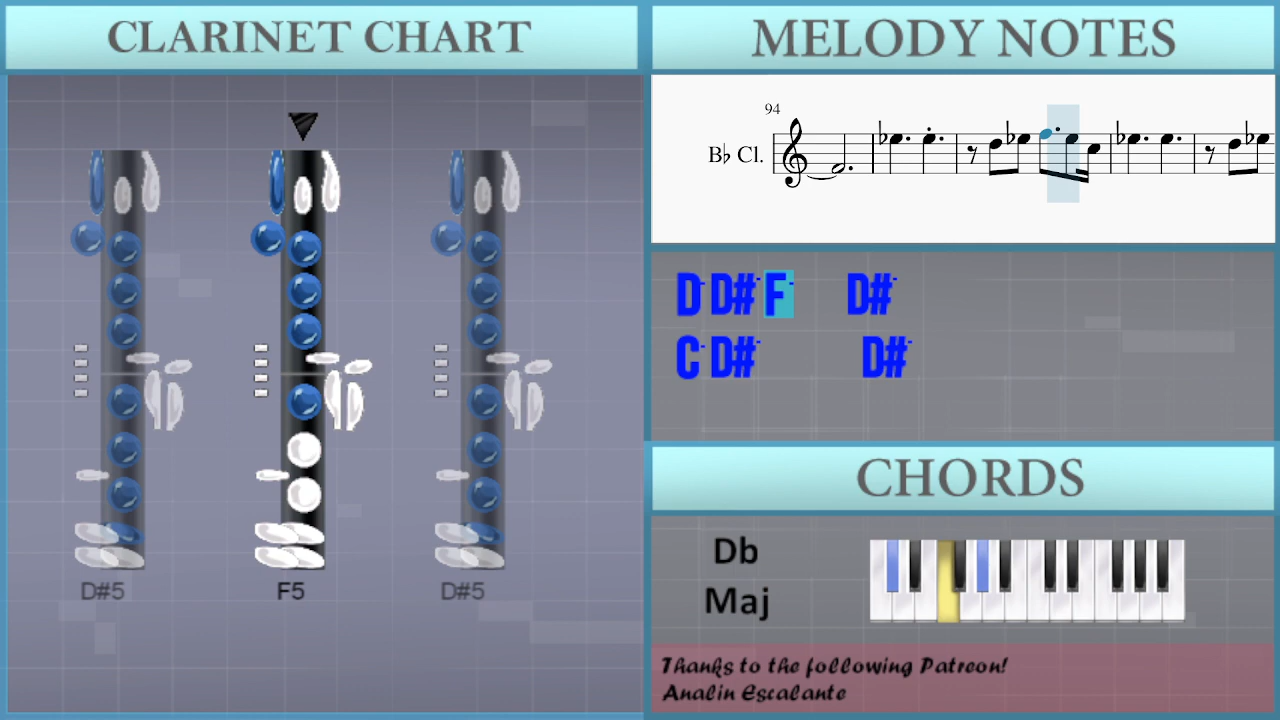 CLARINET CHART
D#5 F5 D#5
MELODY NOTES
94
B♭ Cl.
D- D#- F- D#-
C- D#- D#-
CHORDS
Db
Maj
Thanks to the following Patreon!
Analin Escalante